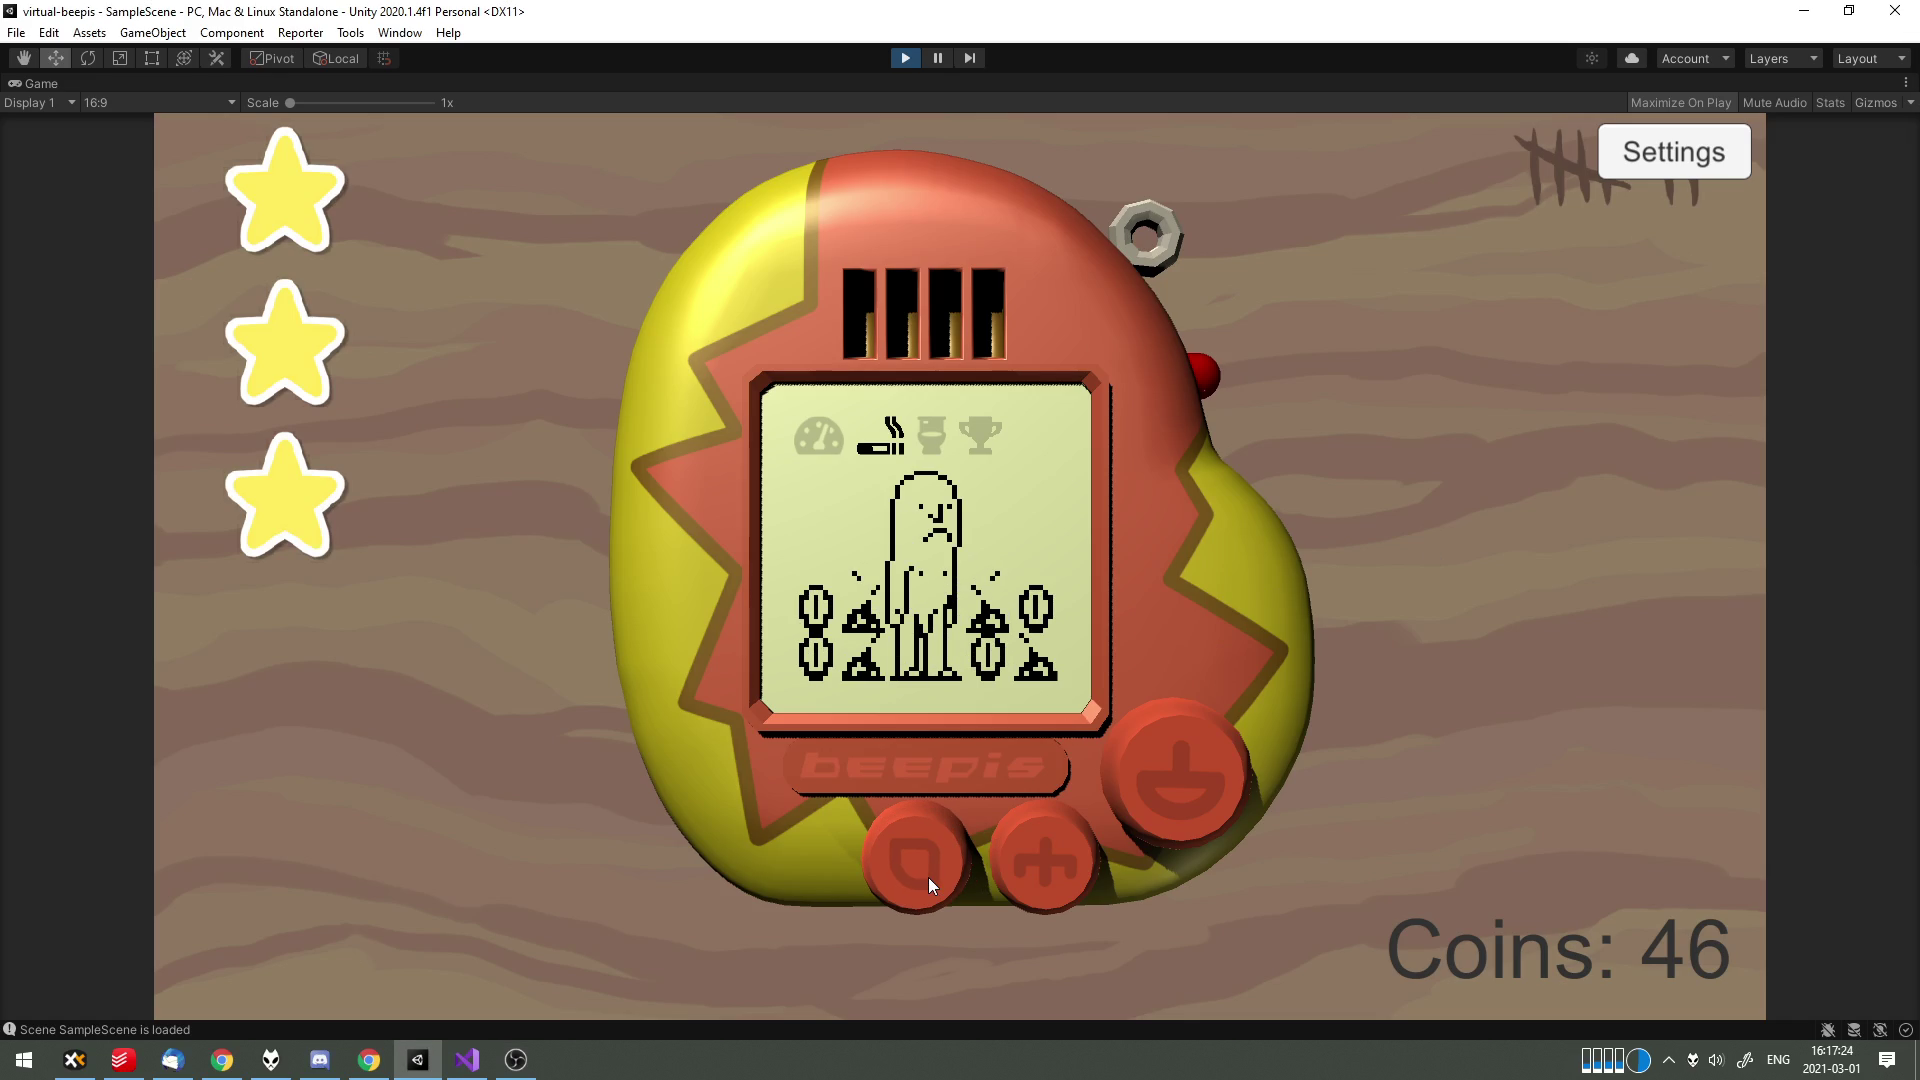 virtual-beepis - SampleScene - PC, Mac & Linux Standalone - Unity 2020.1.4f1 Personal <DX11>
File Edit Assets GameObject Component Reporter Tools Window Help
Pivot Local Account Layers Layout
Game
Display 1 16:9 Scale 1x Maximize On Play Mute Audio Stats Gizmos
Settings
beepis
Coins: 46
Scene SampleScene is loaded
ENG 16:17:24
2021-03-01